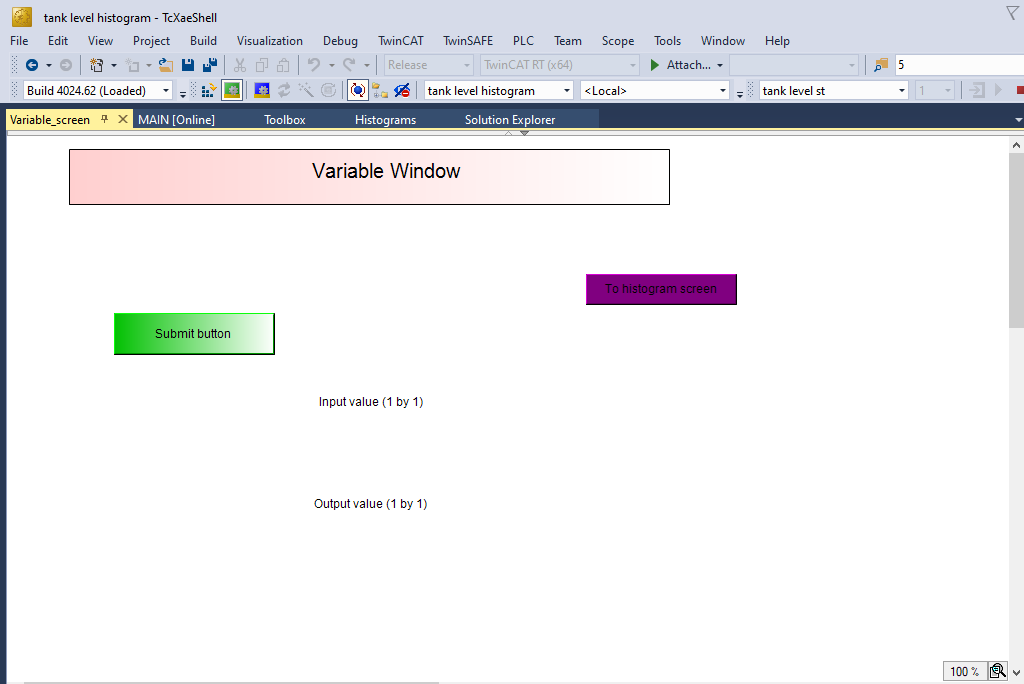 tank level histogram - TcXaeShell
File Edit View Project Build Visualization Debug TwinCAT TwinSAFE PLC Team Scope Tools Window Help
Release TwinCAT RT (x64) Attach... 5
Build 4024.62 (Loaded) tank level histogram <Local> tank level st 1
Variable_screen MAIN [Online] Toolbox Histograms Solution Explorer
Variable Window
To histogram screen
Submit button
Input value (1 by 1)
Output value (1 by 1)
100 %